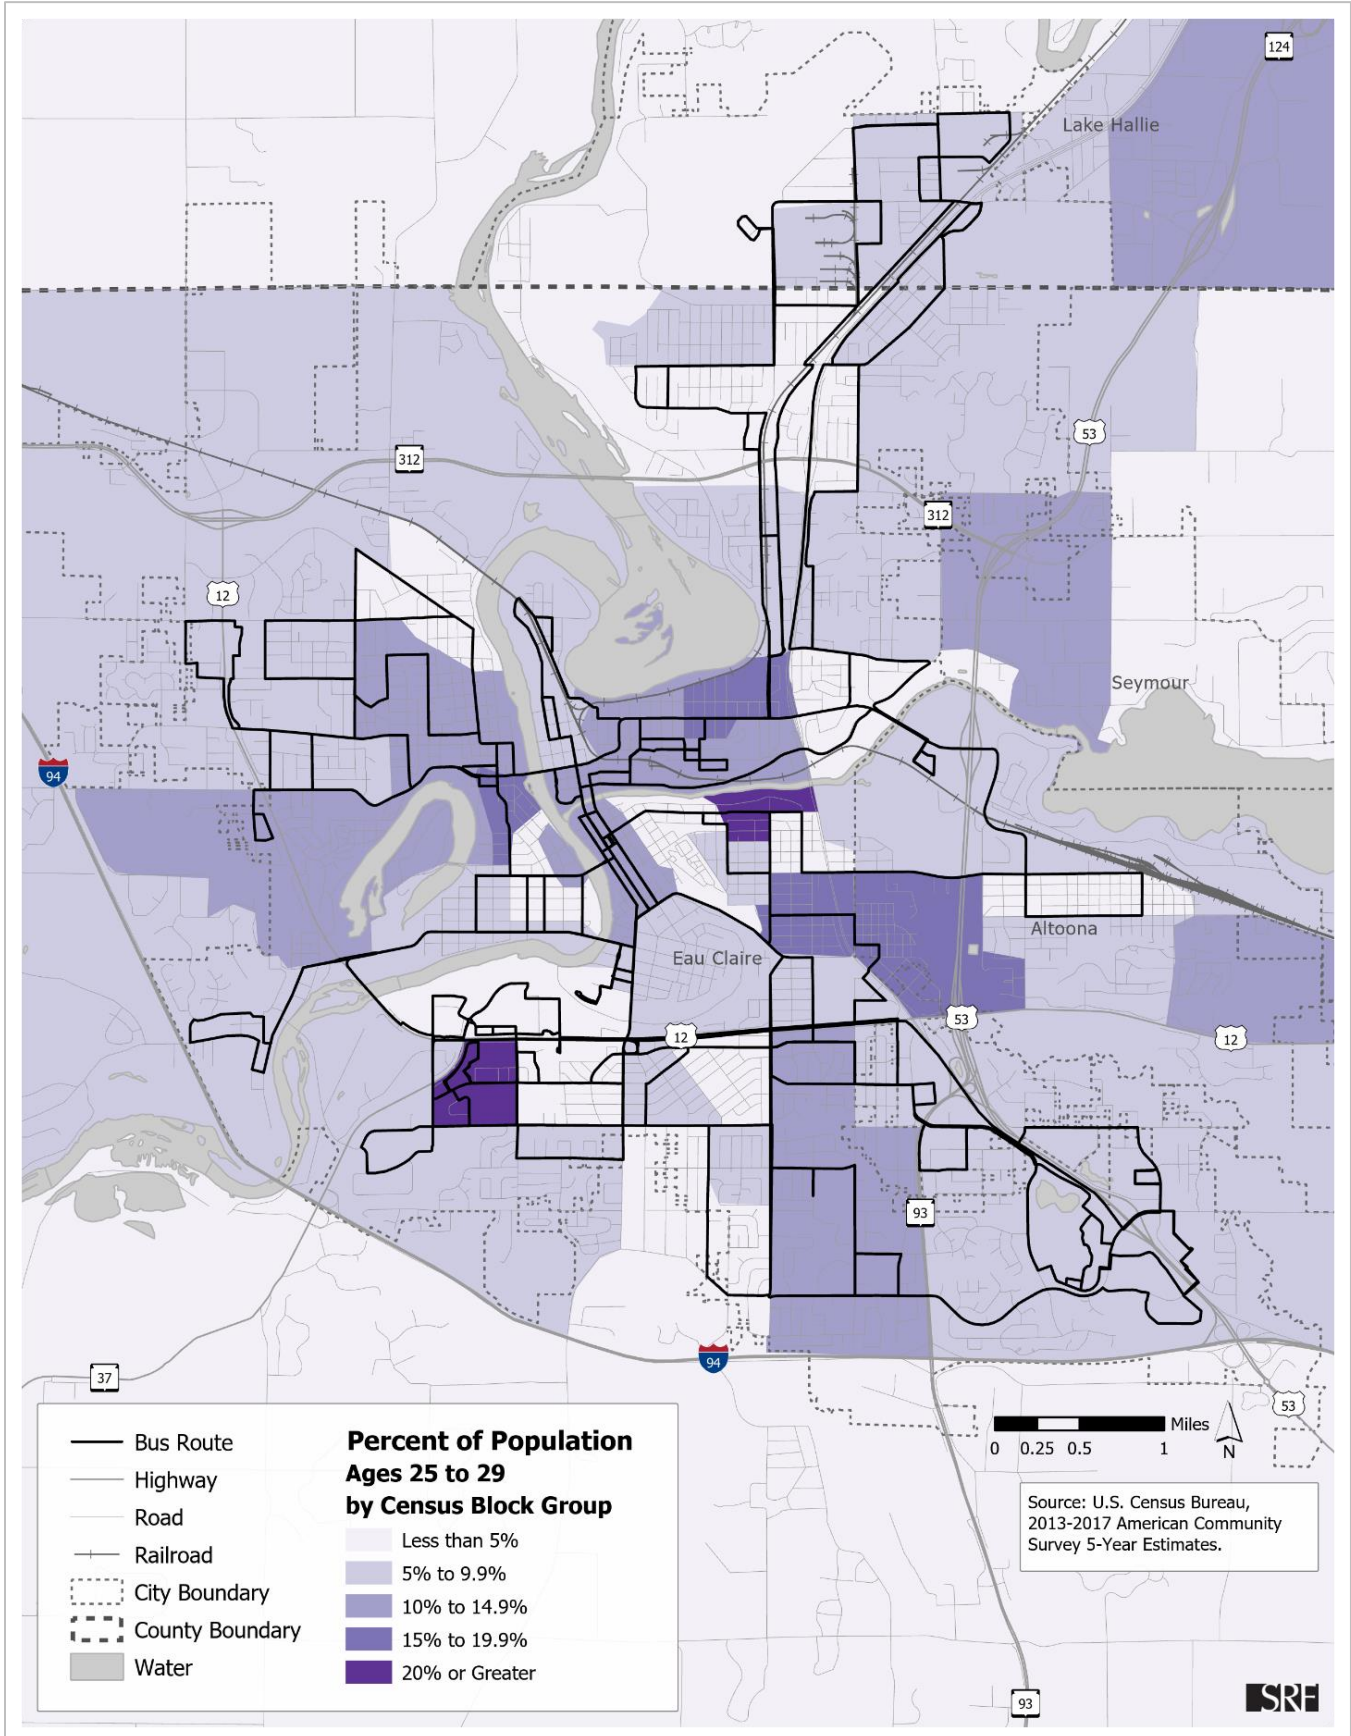 124
Lake Hallie
53
312
312
12
Seymour
94
Altoona
Eau Claire
53
12
12
93
94
37
53
Bus Route
Highway
Road
Railroad
City Boundary
County Boundary
Water
Percent of Population
Ages 25 to 29
by Census Block Group
Less than 5%
5% to 9.9%
10% to 14.9%
15% to 19.9%
20% or Greater
Miles
0 0.25 0.5 1
N
Source: U.S. Census Bureau,
2013-2017 American Community
Survey 5-Year Estimates.
93
SRF